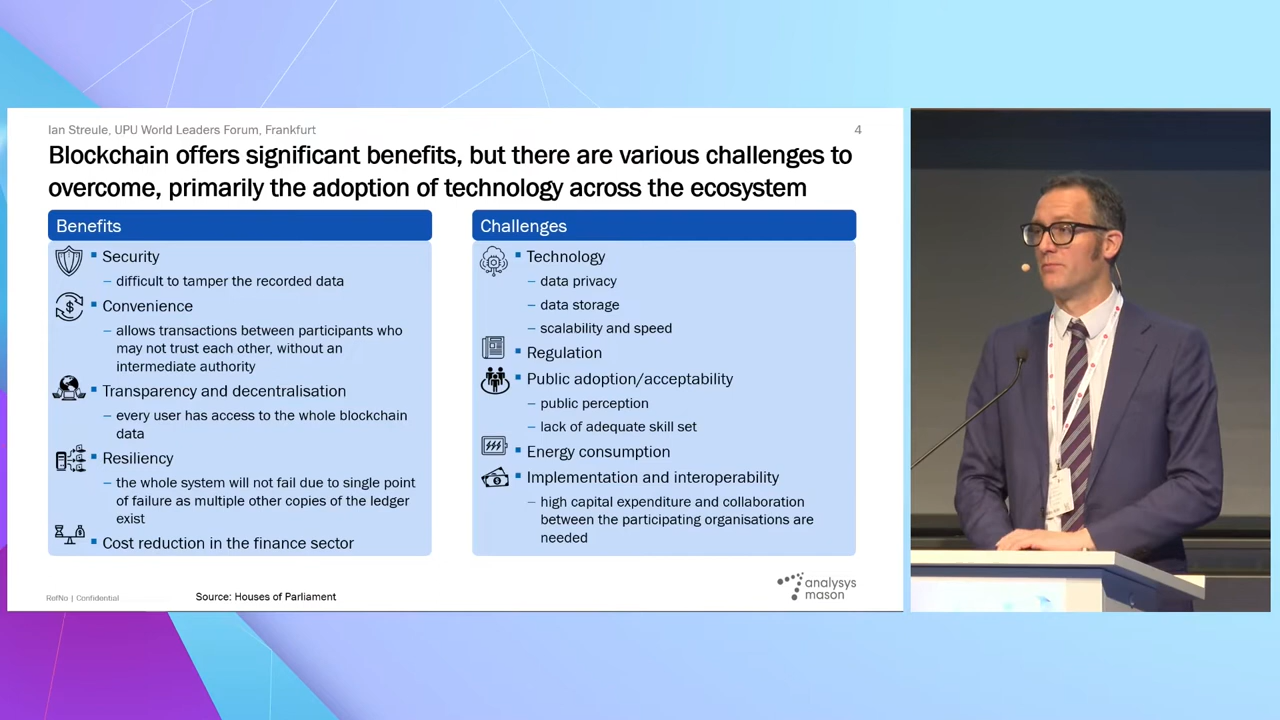 Ian Streule, UPU World Leaders Forum, Frankfurt
4
Blockchain offers significant benefits, but there are various challenges to
overcome, primarily the adoption of technology across the ecosystem
Benefits
Security
– difficult to tamper the recorded data
Convenience
– allows transactions between participants who
may not trust each other, without an
intermediate authority
Transparency and decentralisation
– every user has access to the whole blockchain
data
Resiliency
– the whole system will not fail due to single point
of failure as multiple other copies of the ledger
exist
Cost reduction in the finance sector
Challenges
Technology
– data privacy
– data storage
– scalability and speed
Regulation
Public adoption/acceptability
– public perception
– lack of adequate skill set
Energy consumption
Implementation and interoperability
– high capital expenditure and collaboration
between the participating organisations are
needed
RefNo | Confidential
Source: Houses of Parliament
analysys
mason